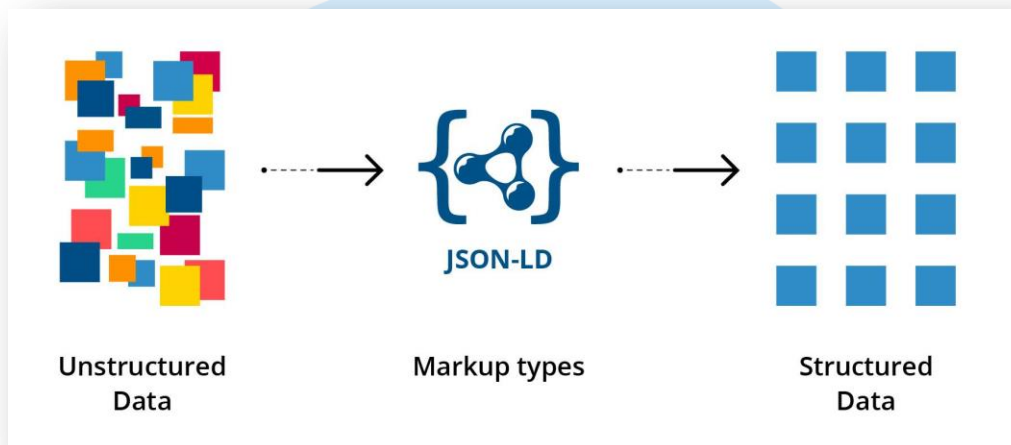 JSON-LD
Unstructured
Data
Markup types
Structured
Data